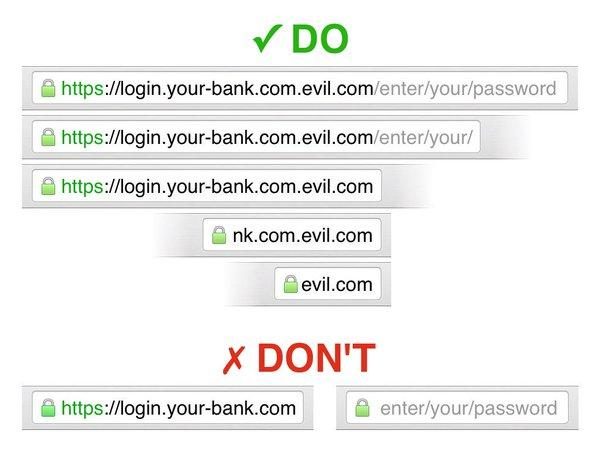 ✓ DO
https://login.your-bank.com.evil.com/enter/your/password
https://login.your-bank.com.evil.com/enter/your/
https://login.your-bank.com.evil.com
nk.com.evil.com
evil.com
✗ DON'T
https://login.your-bank.com
enter/your/password